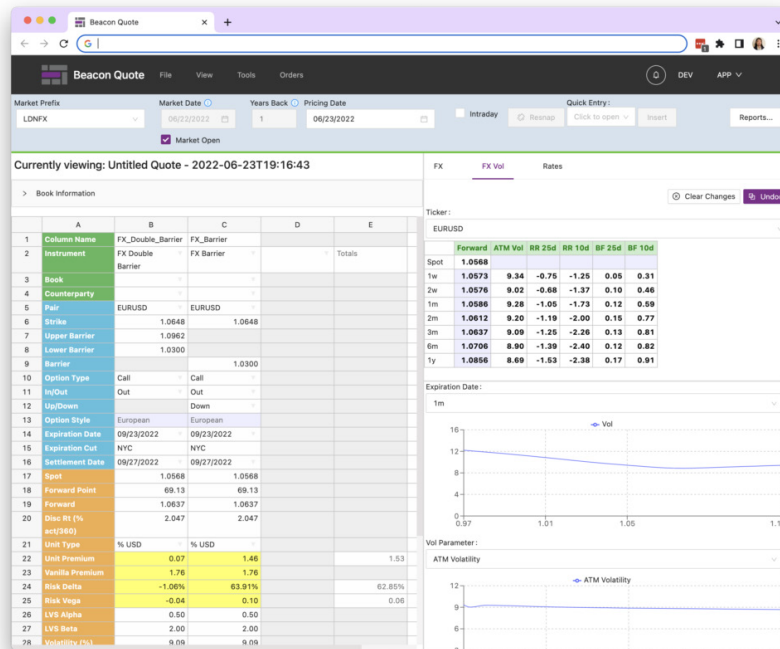 Beacon Quote
G
Beacon Quote File View Tools Orders DEV APP
Market Prefix Market Date Years Back Pricing Date Quick Entry:
LDNFX 06/22/2022 1 06/23/2022 Intraday Resnap Click to open Insert Reports...
Market Open
Currently viewing: Untitled Quote - 2022-06-23T19:16:43
Book Information
A B C D E
1 Column Name FX_Double_Barrier FX_Barrier
2 Instrument FX Double Barrier FX Barrier Totals
3 Book
4 Counterparty
5 Pair EURUSD EURUSD
6 Strike 1.0648 1.0648
7 Upper Barrier 1.0962
8 Lower Barrier 1.0300
9 Barrier 1.0300
10 Option Type Call Call
11 In/Out Out Out
12 Up/Down Down
13 Option Style European European
14 Expiration Date 09/23/2022 09/23/2022
15 Expiration Cut NYC NYC
16 Settlement Date 09/27/2022 09/27/2022
17 Spot 1.0568 1.0568
18 Forward Point 69.13 69.13
19 Forward 1.0637 1.0637
20 Disc Rt (% act/360) 2.047 2.047
21 Unit Type % USD % USD
22 Unit Premium 0.07 1.46 1.53
23 Vanilla Premium 1.76 1.76
24 Risk Delta -1.06% 63.91% 62.85%
25 Risk Vega -0.04 0.10 0.06
26 LVS Alpha 0.50 0.50
27 LVS Beta 2.00 2.00
28 Volatility (%) 9.09 9.09
FX FX Vol Rates
Clear Changes Undo
Ticker:
EURUSD
Forward ATM Vol RR 25d RR 10d BF 25d BF 10d
Spot 1.0568
1w 1.0573 9.34 -0.75 -1.25 0.05 0.31
2w 1.0576 9.02 -0.68 -1.37 0.10 0.46
1m 1.0586 9.28 -1.05 -1.73 0.12 0.59
2m 1.0612 9.20 -1.19 -2.00 0.15 0.77
3m 1.0637 9.09 -1.25 -2.26 0.13 0.81
6m 1.0706 8.90 -1.39 -2.40 0.12 0.82
1y 1.0856 8.69 -1.53 -2.38 0.17 0.91
Expiration Date:
1m
Vol
16
12
8
4
0
0.97 1.01 1.05 1.1
Vol Parameter:
ATM Volatility
ATM Volatility
12
9
6